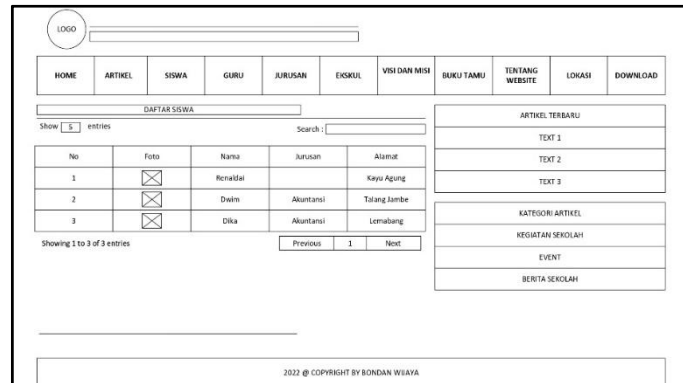 LOGO
HOME ARTIKEL SISWA GURU JURUSAN EKSKUL VISI DAN MISI BUKU TAMU TENTANG WEBSITE LOKASI DOWNLOAD
DAFTAR SISWA
Show 5 entries Search :
No Foto Nama Jurusan Alamat
1 Renaldai Kayu Agung
2 Dwim Akuntansi Talang Jambe
3 Dika Akuntansi Lemabang
Showing 1 to 3 of 3 entries Previous 1 Next
ARTIKEL TERBARU
TEXT 1
TEXT 2
TEXT 3
KATEGORI ARTIKEL
KEGIATAN SEKOLAH
EVENT
BERITA SEKOLAH
2022 @ COPYRIGHT BY BONDAN WIJAYA